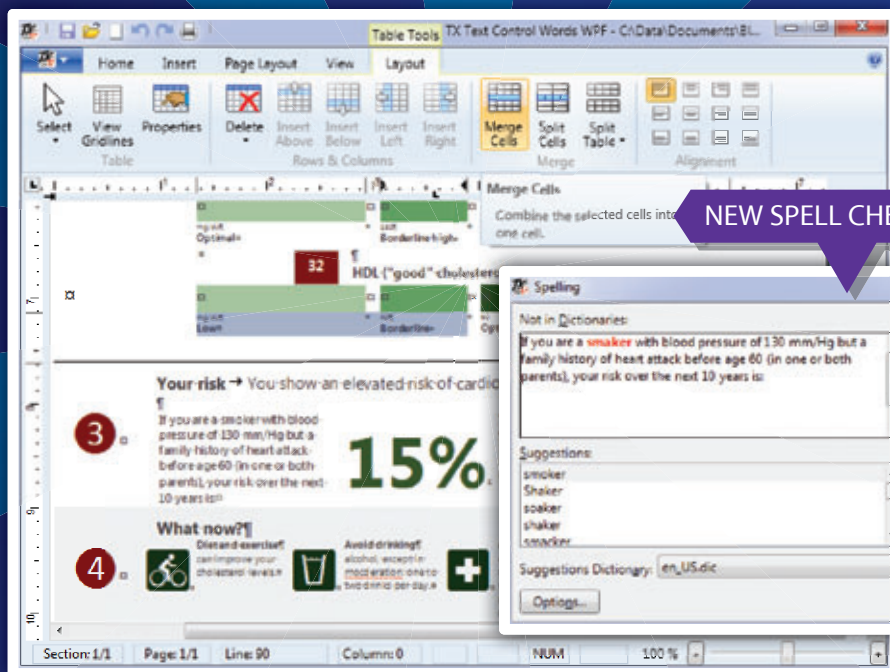 Table Tools TX Text Control Words WPF - C:\Data\Documents\BL...
Home Insert Page Layout View Layout
Select View Gridlines Properties Delete Insert Above Insert Below Insert Left Insert Right Merge Cells Split Cells Split Table
Table Rows & Columns Merge Alignment
Merge Cells
Combine the selected cells into
one cell.
NEW SPELL CHE
Optimal
Borderline-high
32
HDL ("good" cholestero
Low
Borderline
Opt
Your risk → You show an elevated risk of cardio
3
If you are a smoker with blood
pressure of 130 mm/Hg but a
family history of heart attack
before age 60 (in one or both
parents), your risk over the next
10 years is
15%
What now?¶
4
Diet and exercise¶
can improve your
cholesterol levels.
Avoid drinking¶
alcohol, except in
moderation: one to
two drinks per day.
Spelling
Not in Dictionaries:
If you are a smaker with blood pressure of 130 mm/Hg but a
family history of heart attack before age 60 (in one or both
parents), your risk over the next 10 years is:
Suggestions:
smoker
Shaker
soaker
shaker
smacker
Suggestions Dictionary: en_US.dic
Options...
Section: 1/1 Page: 1/1 Line: 90 Column: 0 NUM 100 %